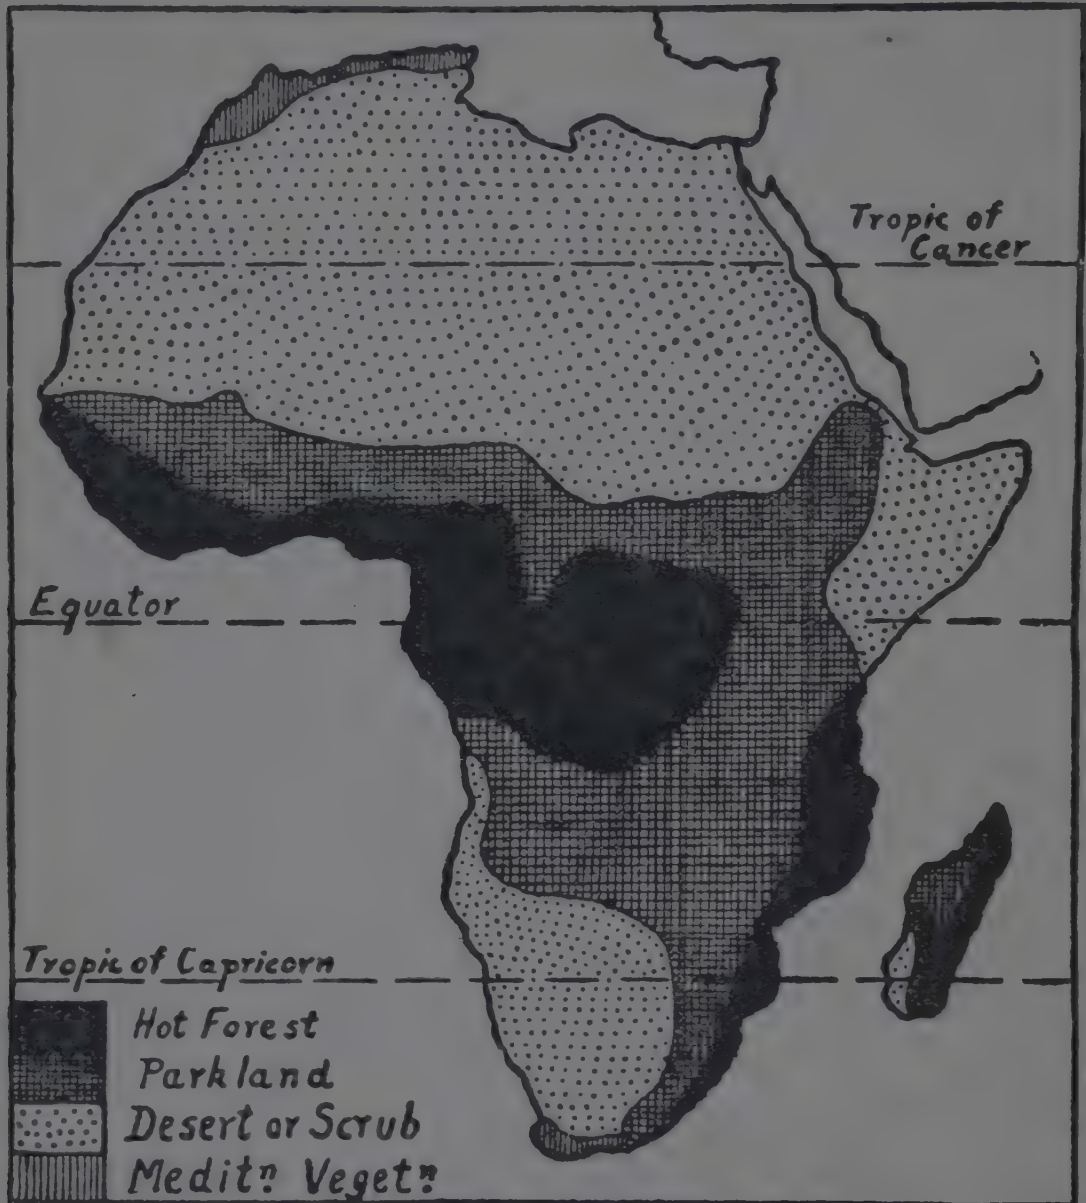 Tropic of
Cancer
Equator
Tropic of Capricorn
Hot Forest
Parkland
Desert or Scrub
Meditⁿ. Vegetⁿ.